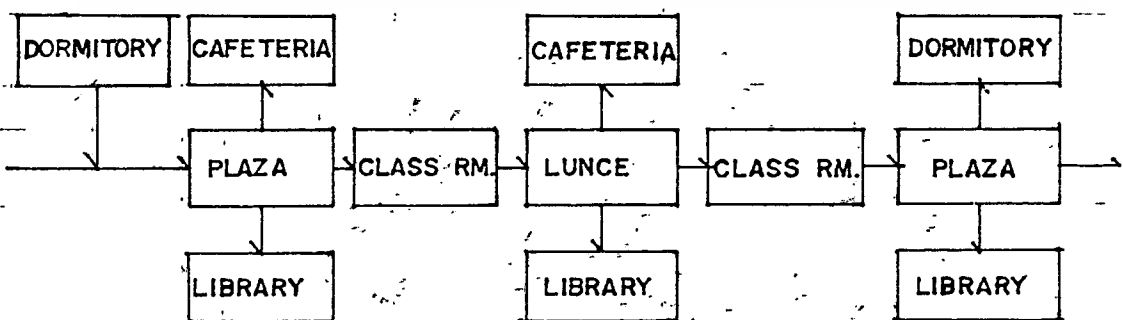 DORMITORY CAFETERIA CAFETERIA DORMITORY
PLAZA CLASS RM. LUNCE CLASS RM. PLAZA
LIBRARY LIBRARY LIBRARY